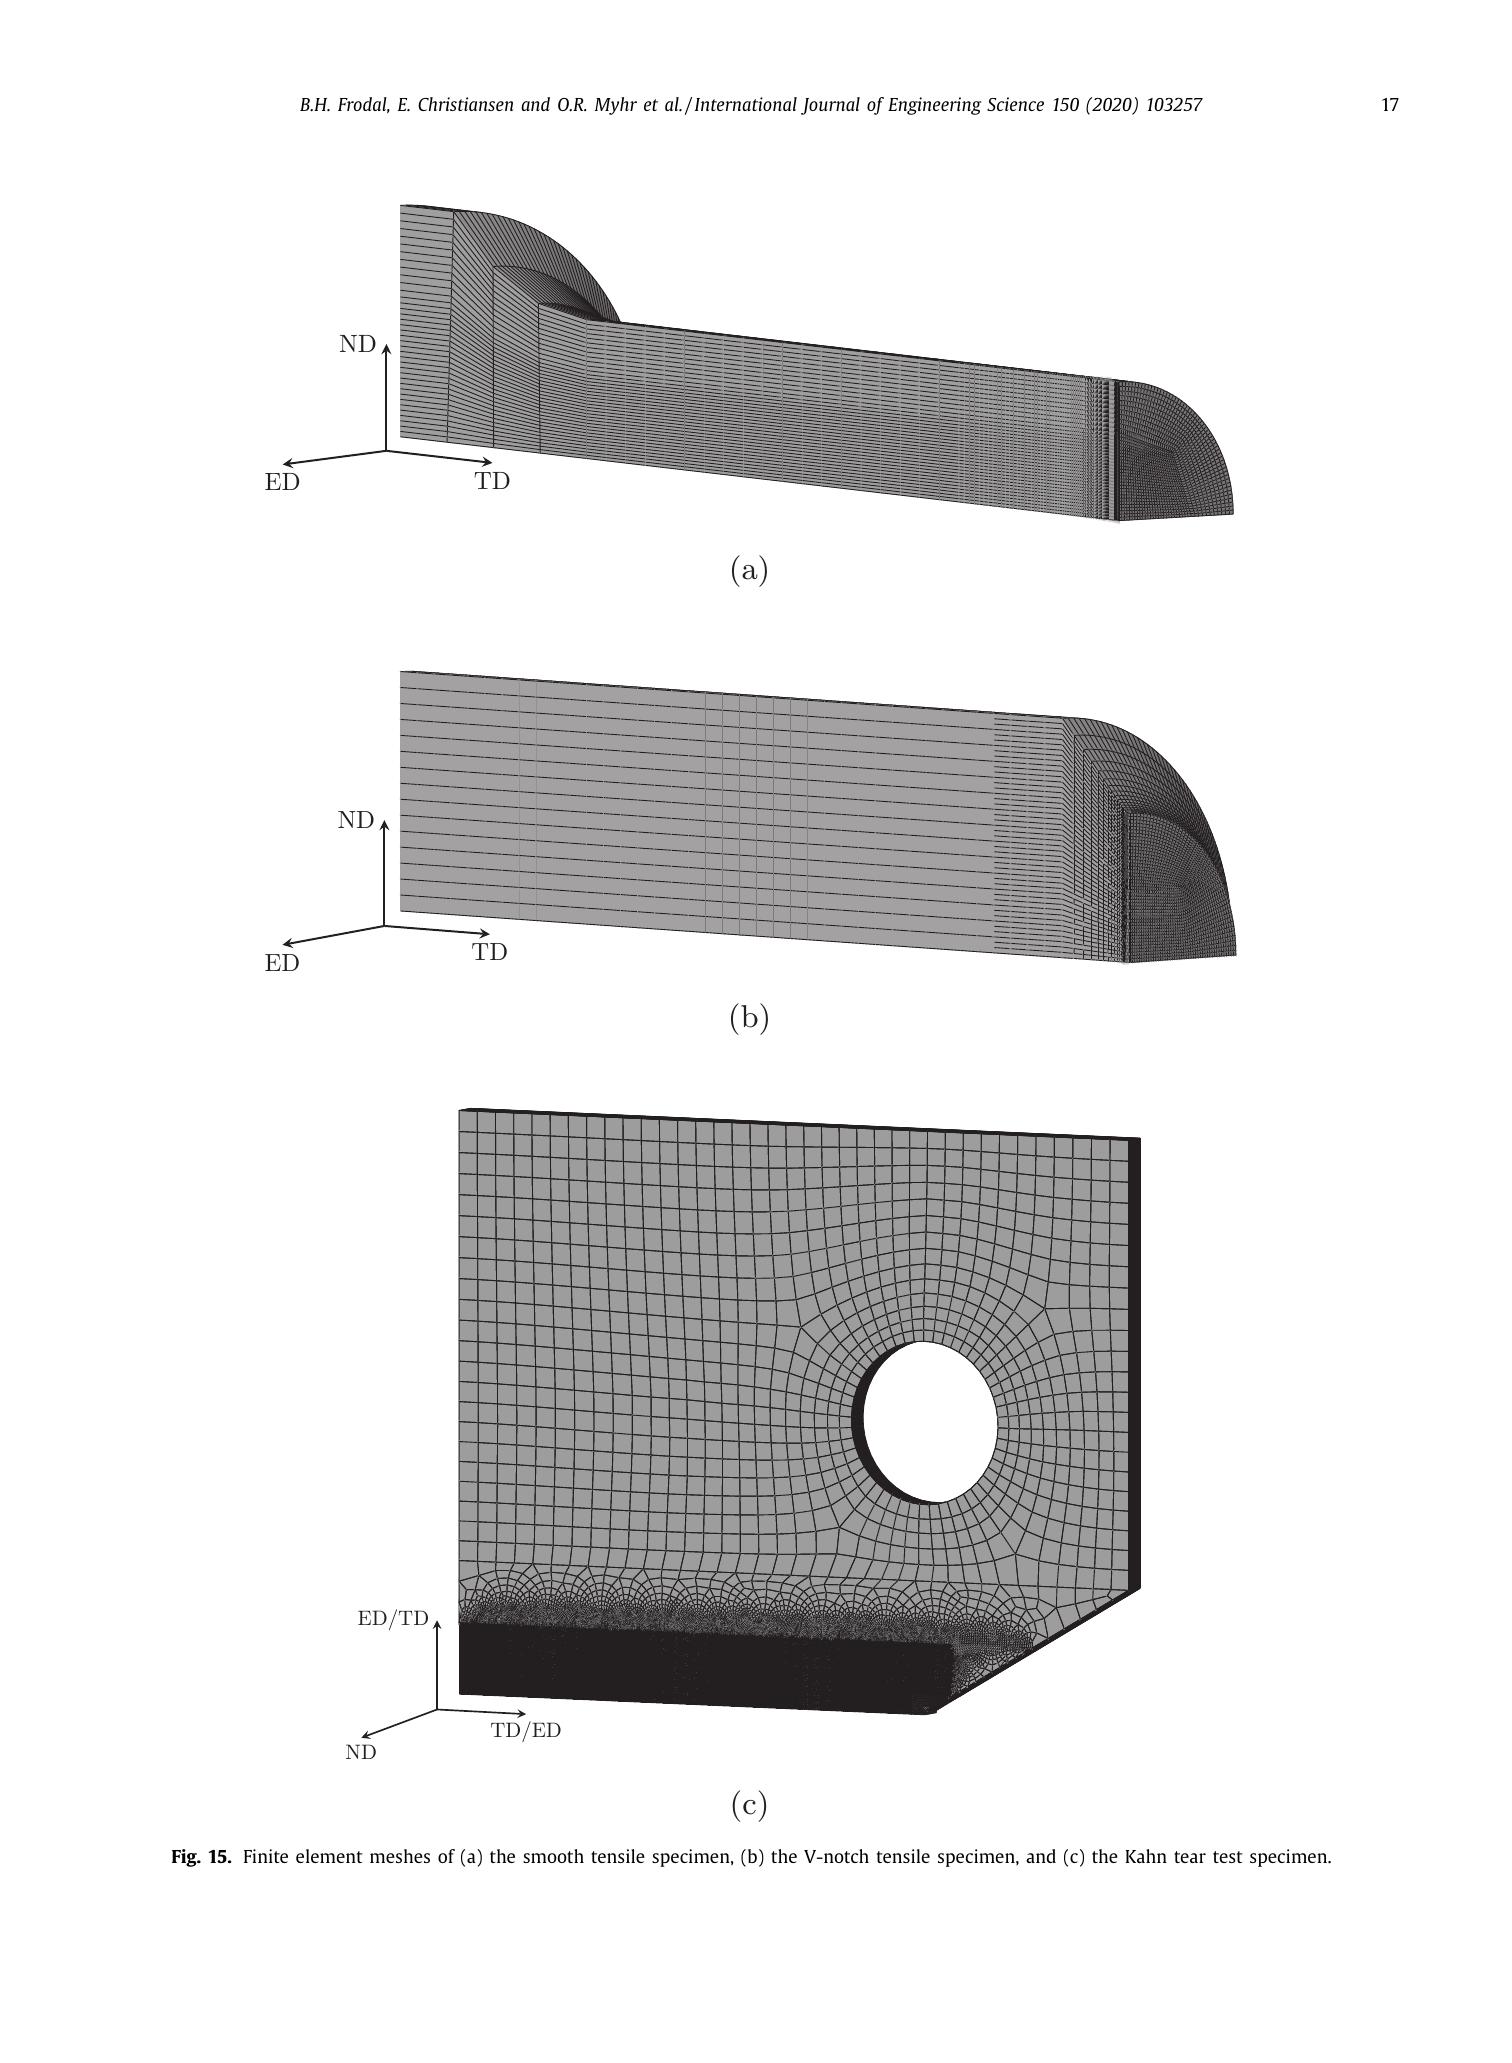 B.H. Frodal, E. Christiansen and O.R. Myhr et al. / International Journal of Engineering Science 150 (2020) 103257 17
ND
ED
TD
(a)
ND
ED
TD
(b)
ED/TD
TD/ED
ND
(c)
Fig. 15. Finite element meshes of (a) the smooth tensile specimen, (b) the V-notch tensile specimen, and (c) the Kahn tear test specimen.